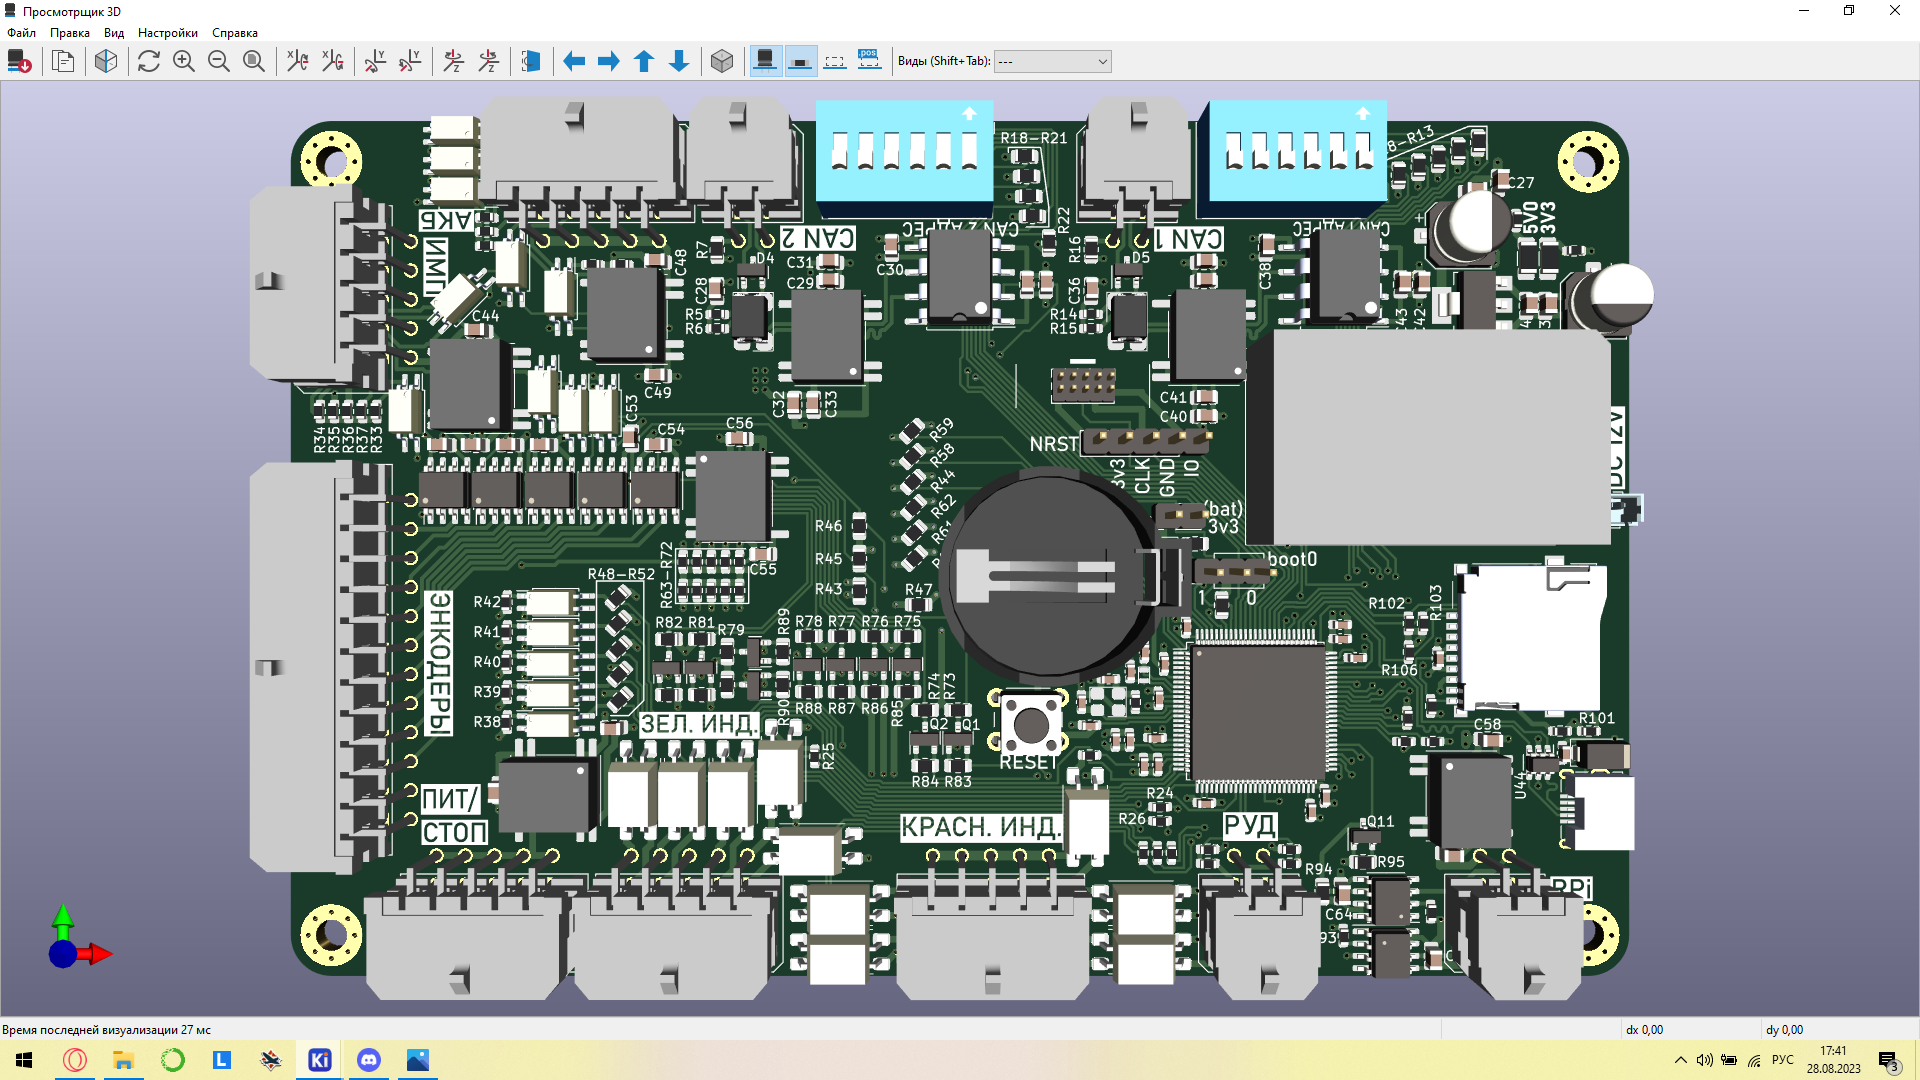 Просмотрщик 3D
Файл Правка Вид Настройки Справка
Виды (Shift+Tab): ---
АКБ
ИМП
CAN 2
CAN 2 АДРЕС
R18-R21
R22
CAN 1
C27
5V0
3V3
R7
D4
C48
C31
C29
C28
R5
R6
C30
R16
D5
C36
R14
R15
C38
C43
C42
C44
C49
C32
C33
C41
C40
R34
R35
R36
R37
R33
C53
C54
C56
NRST
3v3
CLK
GND
IO
DC 12V
R59
R58
R44
R62
R61
(bat)
3v3
R46
R45
R43
R47
boot0
1 0
R63-R72
C55
R48-R52
R42
R41
R40
R39
R38
ЭНКОДЕРЫ
R82 R81
R79
R89
R78 R77 R76 R75
R88 R87 R86
R85
R90
R74
R73
Q2 Q1
R84 R83
R102
R103
R106
R101
C58
U44
RESET
ЗЕЛ. ИНД.
R25
ПИТ/
СТОП
КРАСН. ИНД.
R24
R26
РУД
Q11
R95
R94
C64
RPi
Время последней визуализации 27 мс
dx 0,00
dy 0,00
L
Ki
РУС
17:41
28.08.2023
3